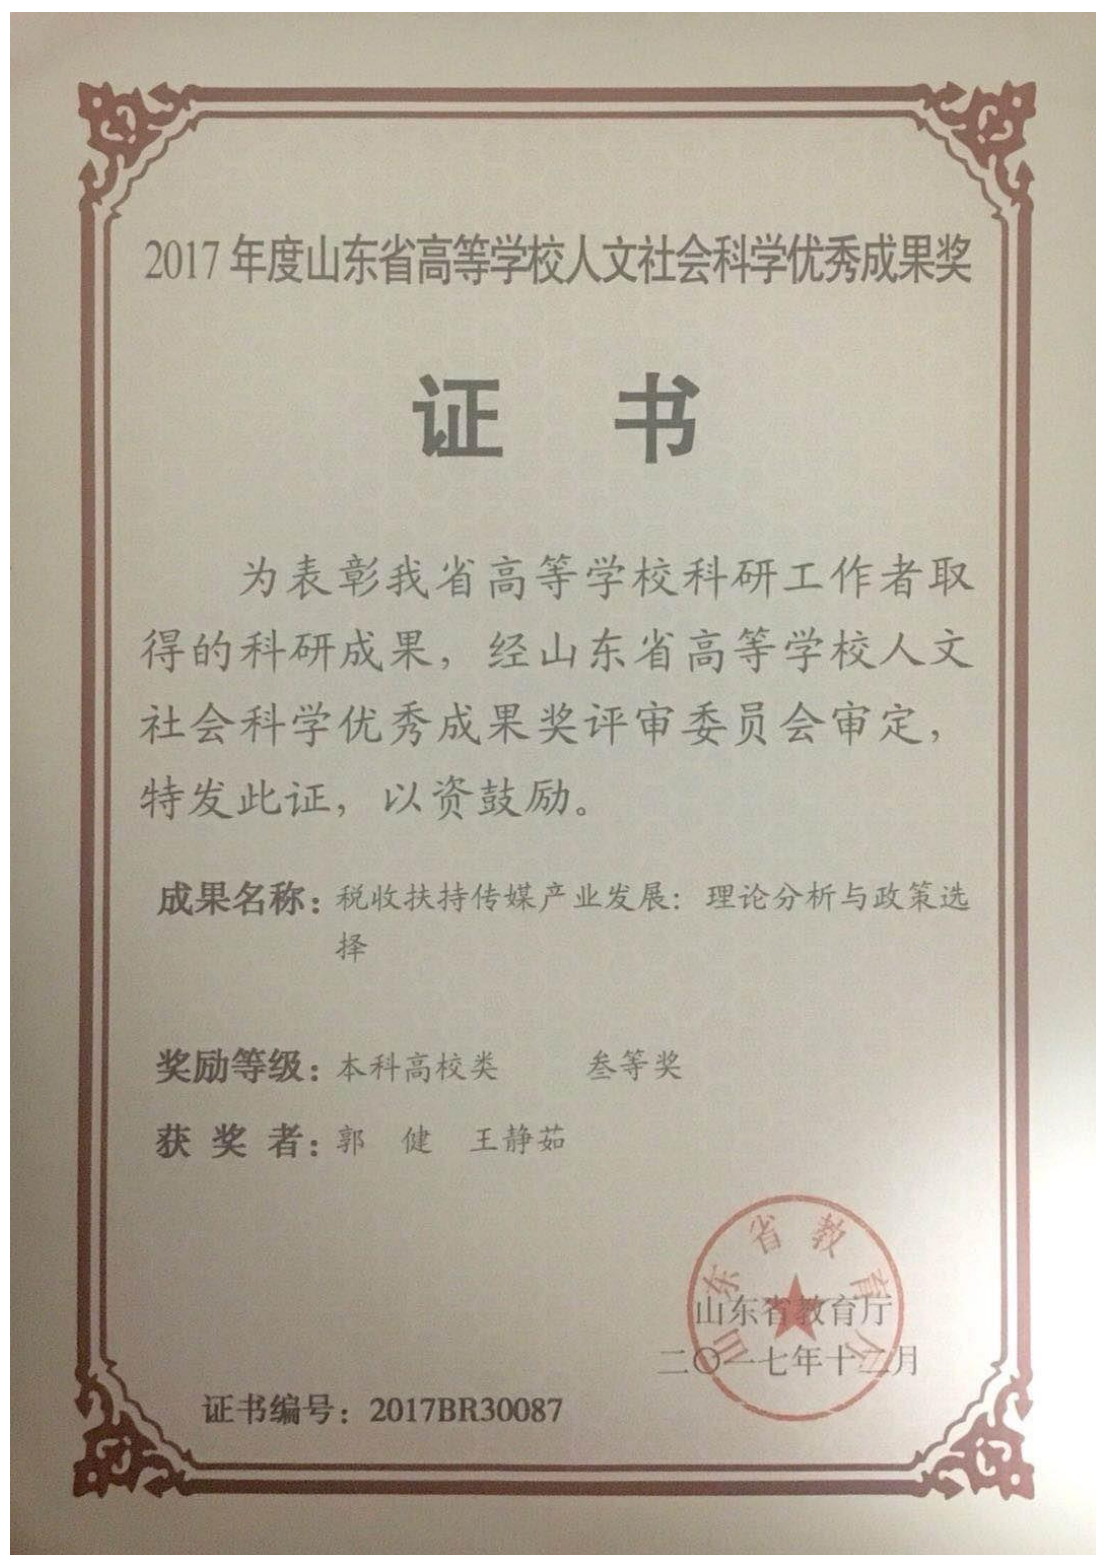 2017 年度山东省高等学校人文社会科学优秀成果奖
证 书
为表彰我省高等学校科研工作者取
得的科研成果，经山东省高等学校人文
社会科学优秀成果奖评审委员会审定，
特发此证，以资鼓励。
成果名称：税收扶持传媒产业发展：理论分析与政策选
择
奖励等级：本科高校类 叁等奖
获 奖 者：郭 健 王静茹
山东省教育厅
山东省教育厅
二〇一七年十二月
证书编号：2017BR30087